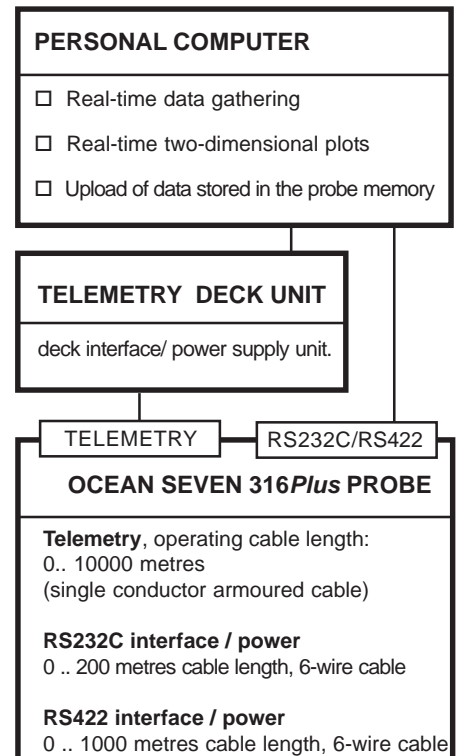 PERSONAL COMPUTER
□ Real-time data gathering
□ Real-time two-dimensional plots
□ Upload of data stored in the probe memory
TELEMETRY DECK UNIT
deck interface/ power supply unit.
TELEMETRY
RS232C/RS422
OCEAN SEVEN 316Plus PROBE
Telemetry, operating cable length:
0.. 10000 metres
(single conductor armoured cable)
RS232C interface / power
0 .. 200 metres cable length, 6-wire cable
RS422 interface / power
0 .. 1000 metres cable length, 6-wire cable